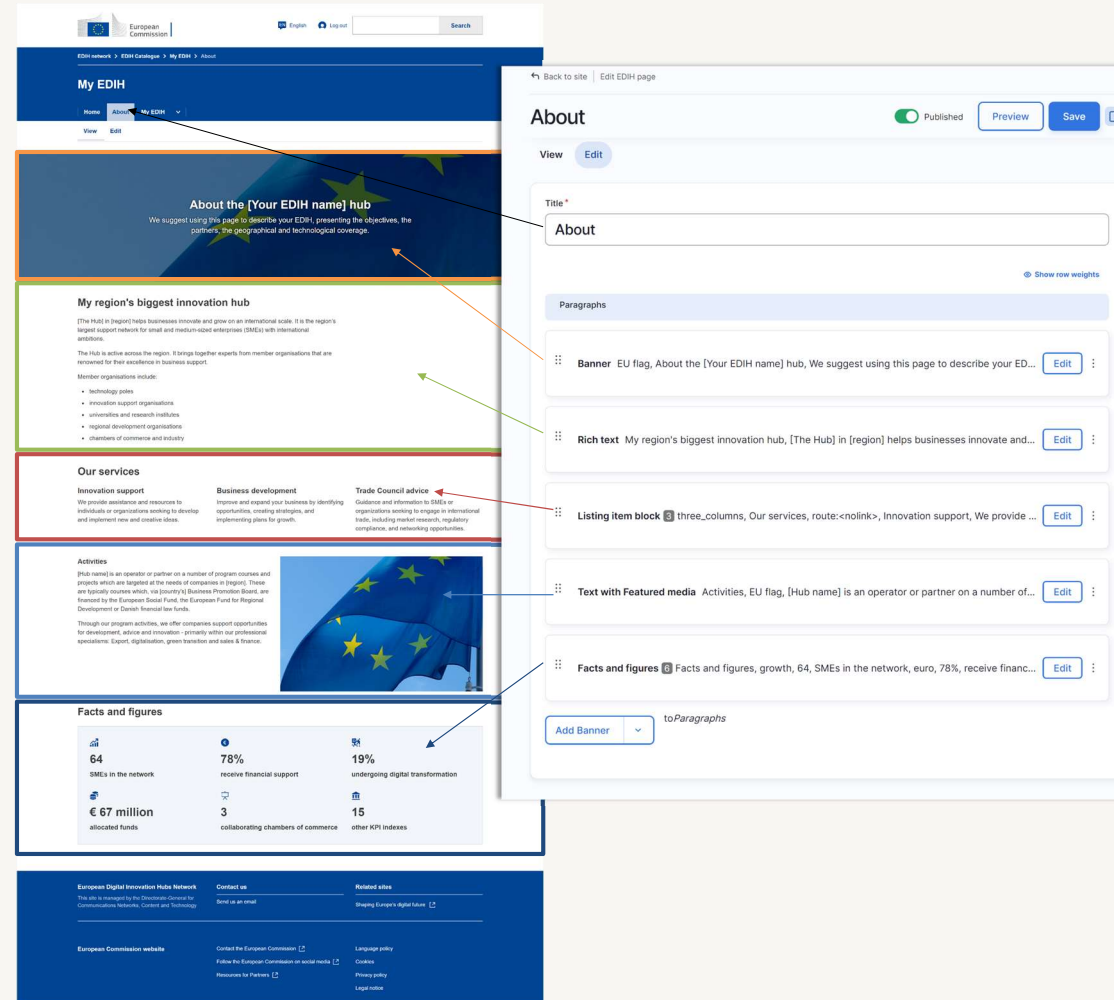 European
Commission
EN English
Log out
Search
EDIH network > EDIH Catalogue > My EDIH > About
My EDIH
Home About My EDIH
View Edit
About the [Your EDIH name] hub
We suggest using this page to describe your EDIH, presenting the objectives, the
partners, the geographical and technological coverage.
My region's biggest innovation hub
[The Hub] in [region] helps businesses innovate and grow on an international scale. It is the region's
largest support network for small and medium-sized enterprises (SMEs) with international
ambitions.
The Hub is active across the region. It brings together experts from member organisations that are
renowned for their excellence in business support.
Member organisations include:
• technology poles
• innovation support organisations
• universities and research institutes
• regional development organisations
• chambers of commerce and industry
Our services
Innovation support
We provide assistance and resources to
individuals or organizations seeking to develop
and implement new and creative ideas.
Business development
Improve and expand your business by identifying
opportunities, creating strategies, and
implementing plans for growth.
Trade Council advice
Guidance and information to SMEs or
organizations seeking to engage in international
trade, including market research, regulatory
compliance, and networking opportunities.
Activities
[Hub name] is an operator or partner on a number of program courses and
projects which are targeted at the needs of companies in [region]. These
are typically courses which, via [country's] Business Promotion Board, are
financed by the European Social Fund, the European Fund for Regional
Development or Danish financial law funds.
Through our program activities, we offer companies support opportunities
for development, advice and innovation - primarily within our professional
specialisms: Export, digitalisation, green transition and sales & finance.
Facts and figures
64
SMEs in the network
78%
receive financial support
19%
undergoing digital transformation
€ 67 million
allocated funds
3
collaborating chambers of commerce
15
other KPI indexes
European Digital Innovation Hubs Network
This site is managed by the Directorate-General for
Communications Networks, Content and Technology
Contact us
Send us an email
Related sites
Shaping Europe's digital future
European Commission website
Contact the European Commission
Follow the European Commission on social media
Resources for Partners
Language policy
Cookies
Privacy policy
Legal notice
Back to site | Edit EDIH page
About
Published
Preview
Save
View Edit
Title *
About
Show row weights
Paragraphs
Banner EU flag, About the [Your EDIH name] hub, We suggest using this page to describe your ED... Edit
Rich text My region's biggest innovation hub, [The Hub] in [region] helps businesses innovate and... Edit
Listing item block 3 three_columns, Our services, route:<nolink>, Innovation support, We provide ... Edit
Text with Featured media Activities, EU flag, [Hub name] is an operator or partner on a number of... Edit
Facts and figures 6 Facts and figures, growth, 64, SMEs in the network, euro, 78%, receive financ... Edit
Add Banner
toParagraphs